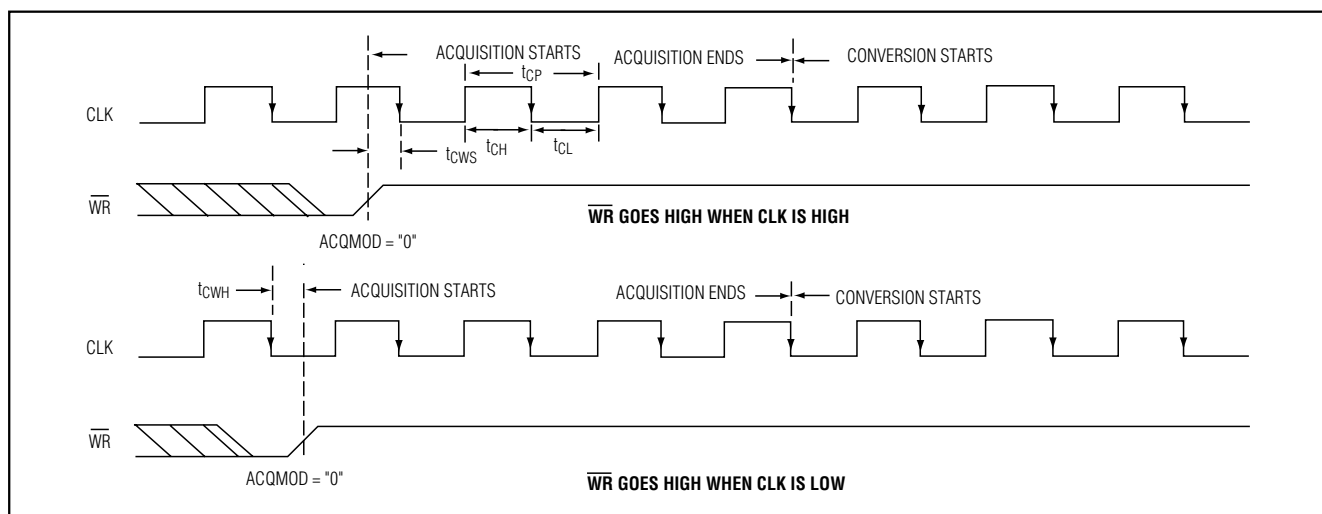 ACQUISITION STARTS
ACQUISITION ENDS
CONVERSION STARTS
tCP
CLK
tCWS
tCH
tCL
WR
WR GOES HIGH WHEN CLK IS HIGH
ACQMOD = "0"
tCWH
ACQUISITION STARTS
ACQUISITION ENDS
CONVERSION STARTS
CLK
WR
ACQMOD = "0"
WR GOES HIGH WHEN CLK IS LOW